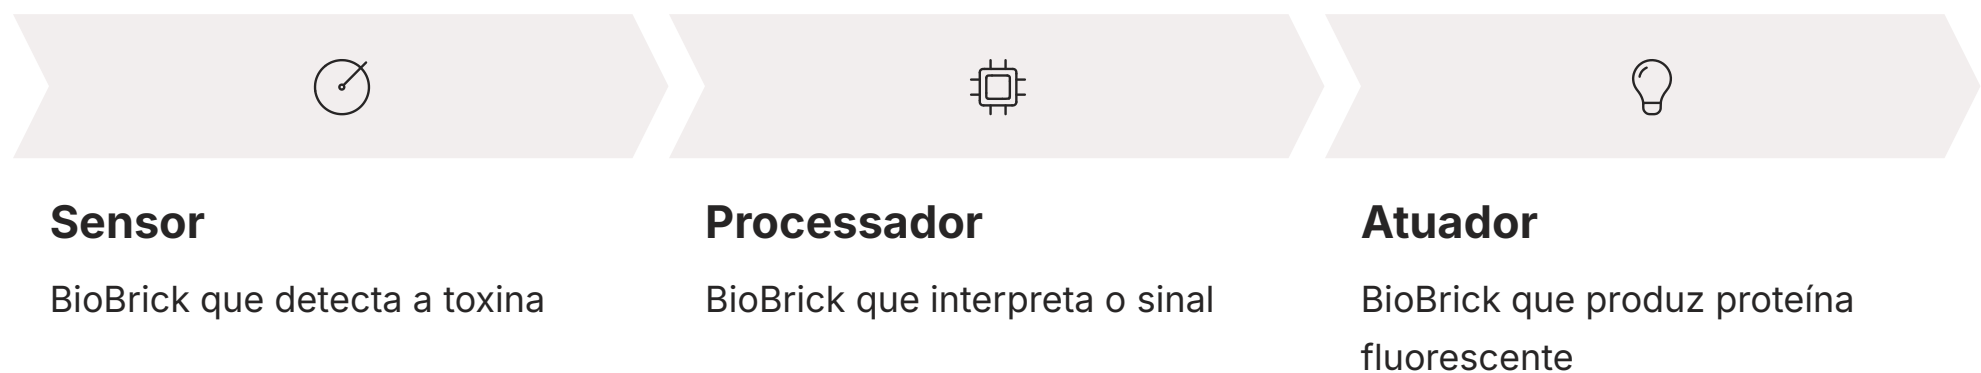 Sensor
BioBrick que detecta a toxina
Processador
BioBrick que interpreta o sinal
Atuador
BioBrick que produz proteína
fluorescente